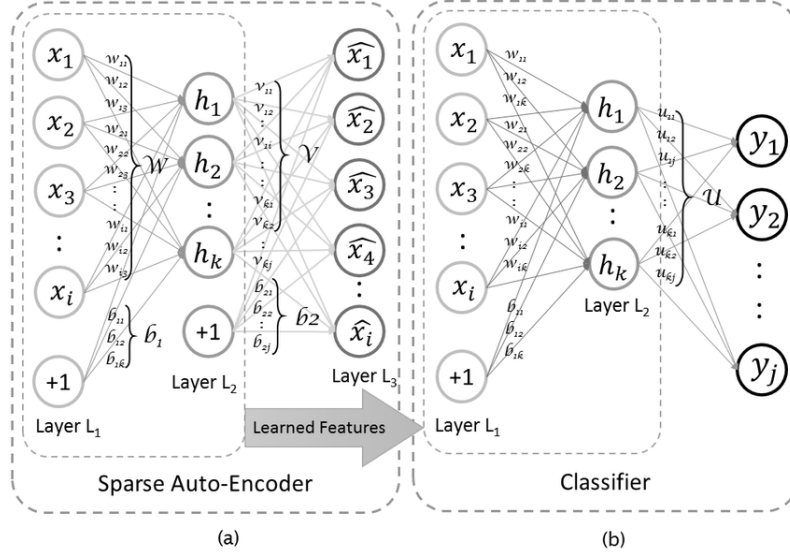 x₁
x₂
x₃
⋮
xᵢ
+1
Layer L₁
w₁₁
w₁₂
w₁₃
w₂₁
w₂₂
w₂₃
⋮
wᵢ₁
wᵢ₂
wᵢ₃
W
b₁₁
b₁₂
b₁ₖ
b₁
h₁
h₂
⋮
hₖ
+1
Layer L₂
v₁₁
v₁₂
⋮
v₁ᵢ
⋮
vₖ₁
vₖ₂
⋮
vₖⱼ
V
b₂₁
b₂₂
⋮
b₂ⱼ
b2
x̂₁
x̂₂
x̂₃
x̂₄
⋮
x̂ᵢ
Layer L₃
Learned Features
Sparse Auto-Encoder
(a)
x₁
x₂
x₃
⋮
xᵢ
+1
Layer L₁
w₁₁
w₁₂
w₁ₖ
w₂₁
w₂₂
w₂ₖ
⋮
wᵢ₁
wᵢ₂
wᵢₖ
b₁₁
b₁₂
b₁ₖ
h₁
h₂
⋮
hₖ
Layer L₂
u₁₁
u₁₂
u₁ⱼ
⋮
uₖ₁
uₖ₂
uₖⱼ
U
y₁
y₂
⋮
yⱼ
Classifier
(b)